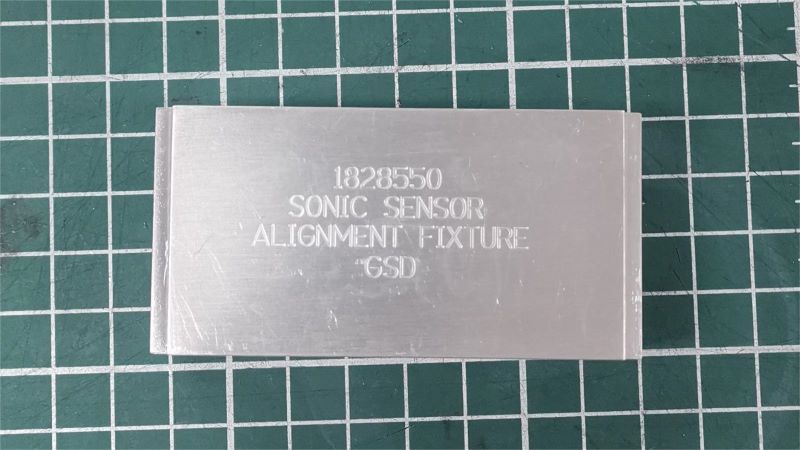 1828550
SONIC SENSOR
ALIGNMENT FIXTURE
GSD